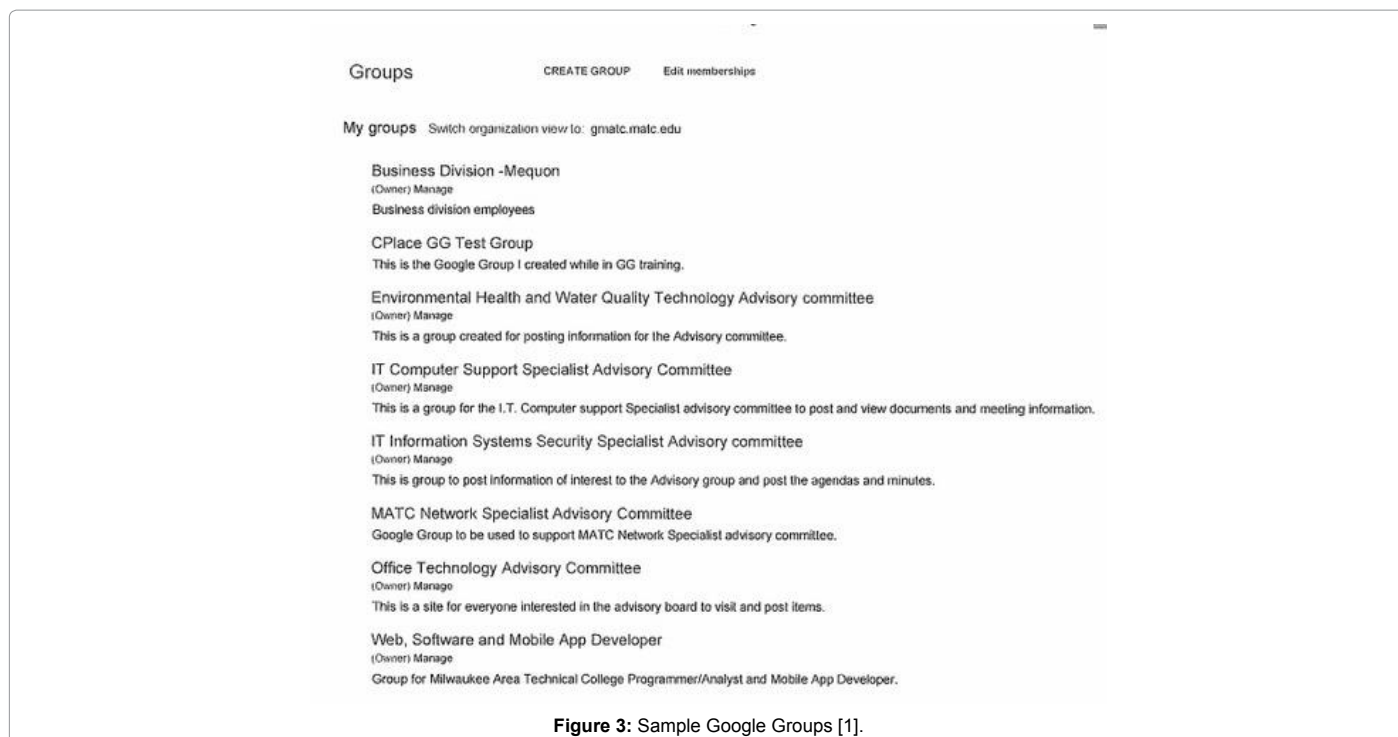 Groups CREATE GROUP Edit memberships
My groups Switch organization view to: gmatc.matc.edu
Business Division -Mequon
(Owner) Manage
Business division employees
CPlace GG Test Group
This is the Google Group I created while in GG training.
Environmental Health and Water Quality Technology Advisory committee
(Owner) Manage
This is a group created for posting information for the Advisory committee.
IT Computer Support Specialist Advisory Committee
(Owner) Manage
This is a group for the I.T. Computer support Specialist advisory committee to post and view documents and meeting information.
IT Information Systems Security Specialist Advisory committee
(Owner) Manage
This is group to post information of interest to the Advisory group and post the agendas and minutes.
MATC Network Specialist Advisory Committee
Google Group to be used to support MATC Network Specialist advisory committee.
Office Technology Advisory Committee
(Owner) Manage
This is a site for everyone interested in the advisory board to visit and post items.
Web, Software and Mobile App Developer
(Owner) Manage
Group for Milwaukee Area Technical College Programmer/Analyst and Mobile App Developer.
Figure 3: Sample Google Groups [1].